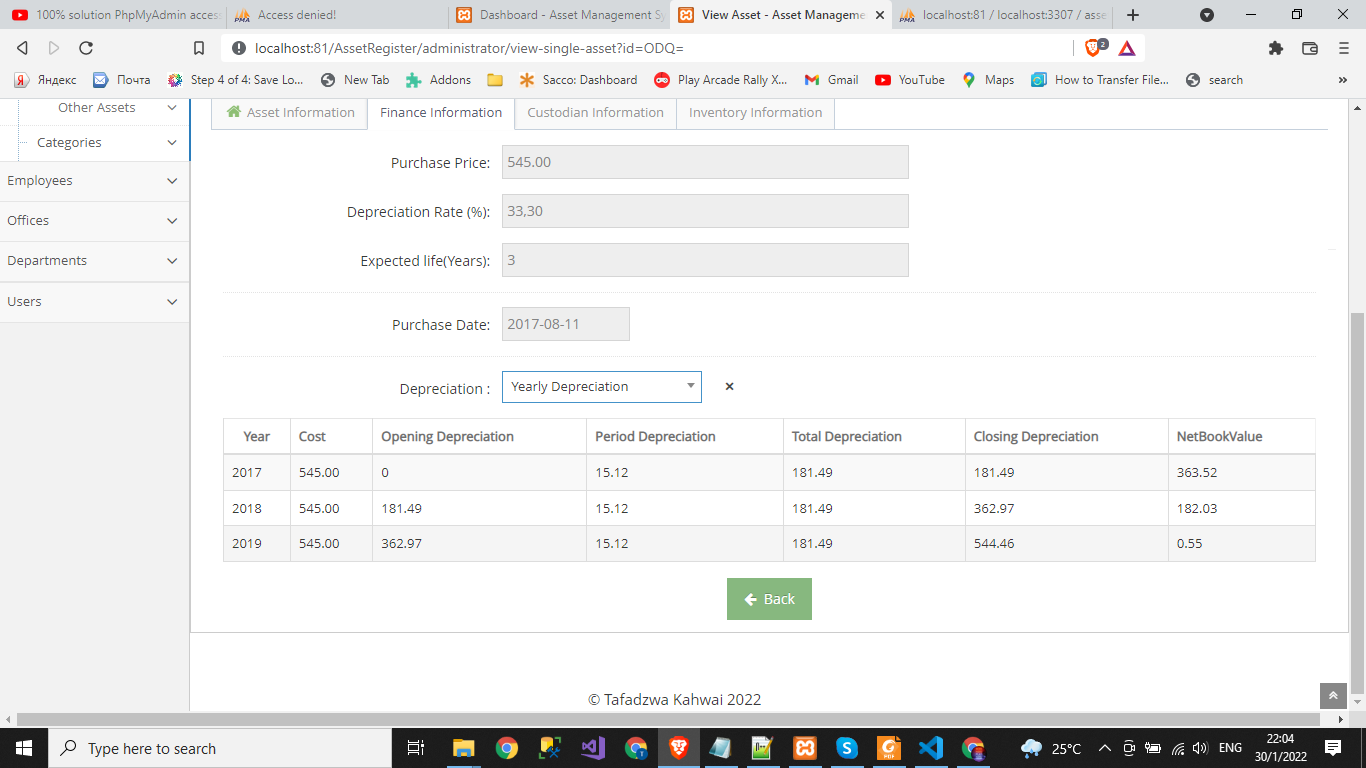 100% solution PhpMyAdmin access
Access denied!
Dashboard - Asset Management Sy
View Asset - Asset Manageme
localhost:81 / localhost:3307 / asse
localhost:81/AssetRegister/administrator/view-single-asset?id=ODQ=
2
Яндекс
Почта
Step 4 of 4: Save Lo...
New Tab
Addons
Sacco: Dashboard
Play Arcade Rally X...
Gmail
YouTube
Maps
How to Transfer File...
search
Other Assets
Categories
Employees
Offices
Departments
Users
Asset Information
Finance Information
Custodian Information
Inventory Information
Purchase Price: 545.00
Depreciation Rate (%): 33,30
Expected life(Years): 3
Purchase Date: 2017-08-11
Depreciation : Yearly Depreciation
Year Cost Opening Depreciation Period Depreciation Total Depreciation Closing Depreciation NetBookValue
2017 545.00 0 15.12 181.49 181.49 363.52
2018 545.00 181.49 15.12 181.49 362.97 182.03
2019 545.00 362.97 15.12 181.49 544.46 0.55
Back
© Tafadzwa Kahwai 2022
Type here to search
25°C
ENG
22:04
30/1/2022